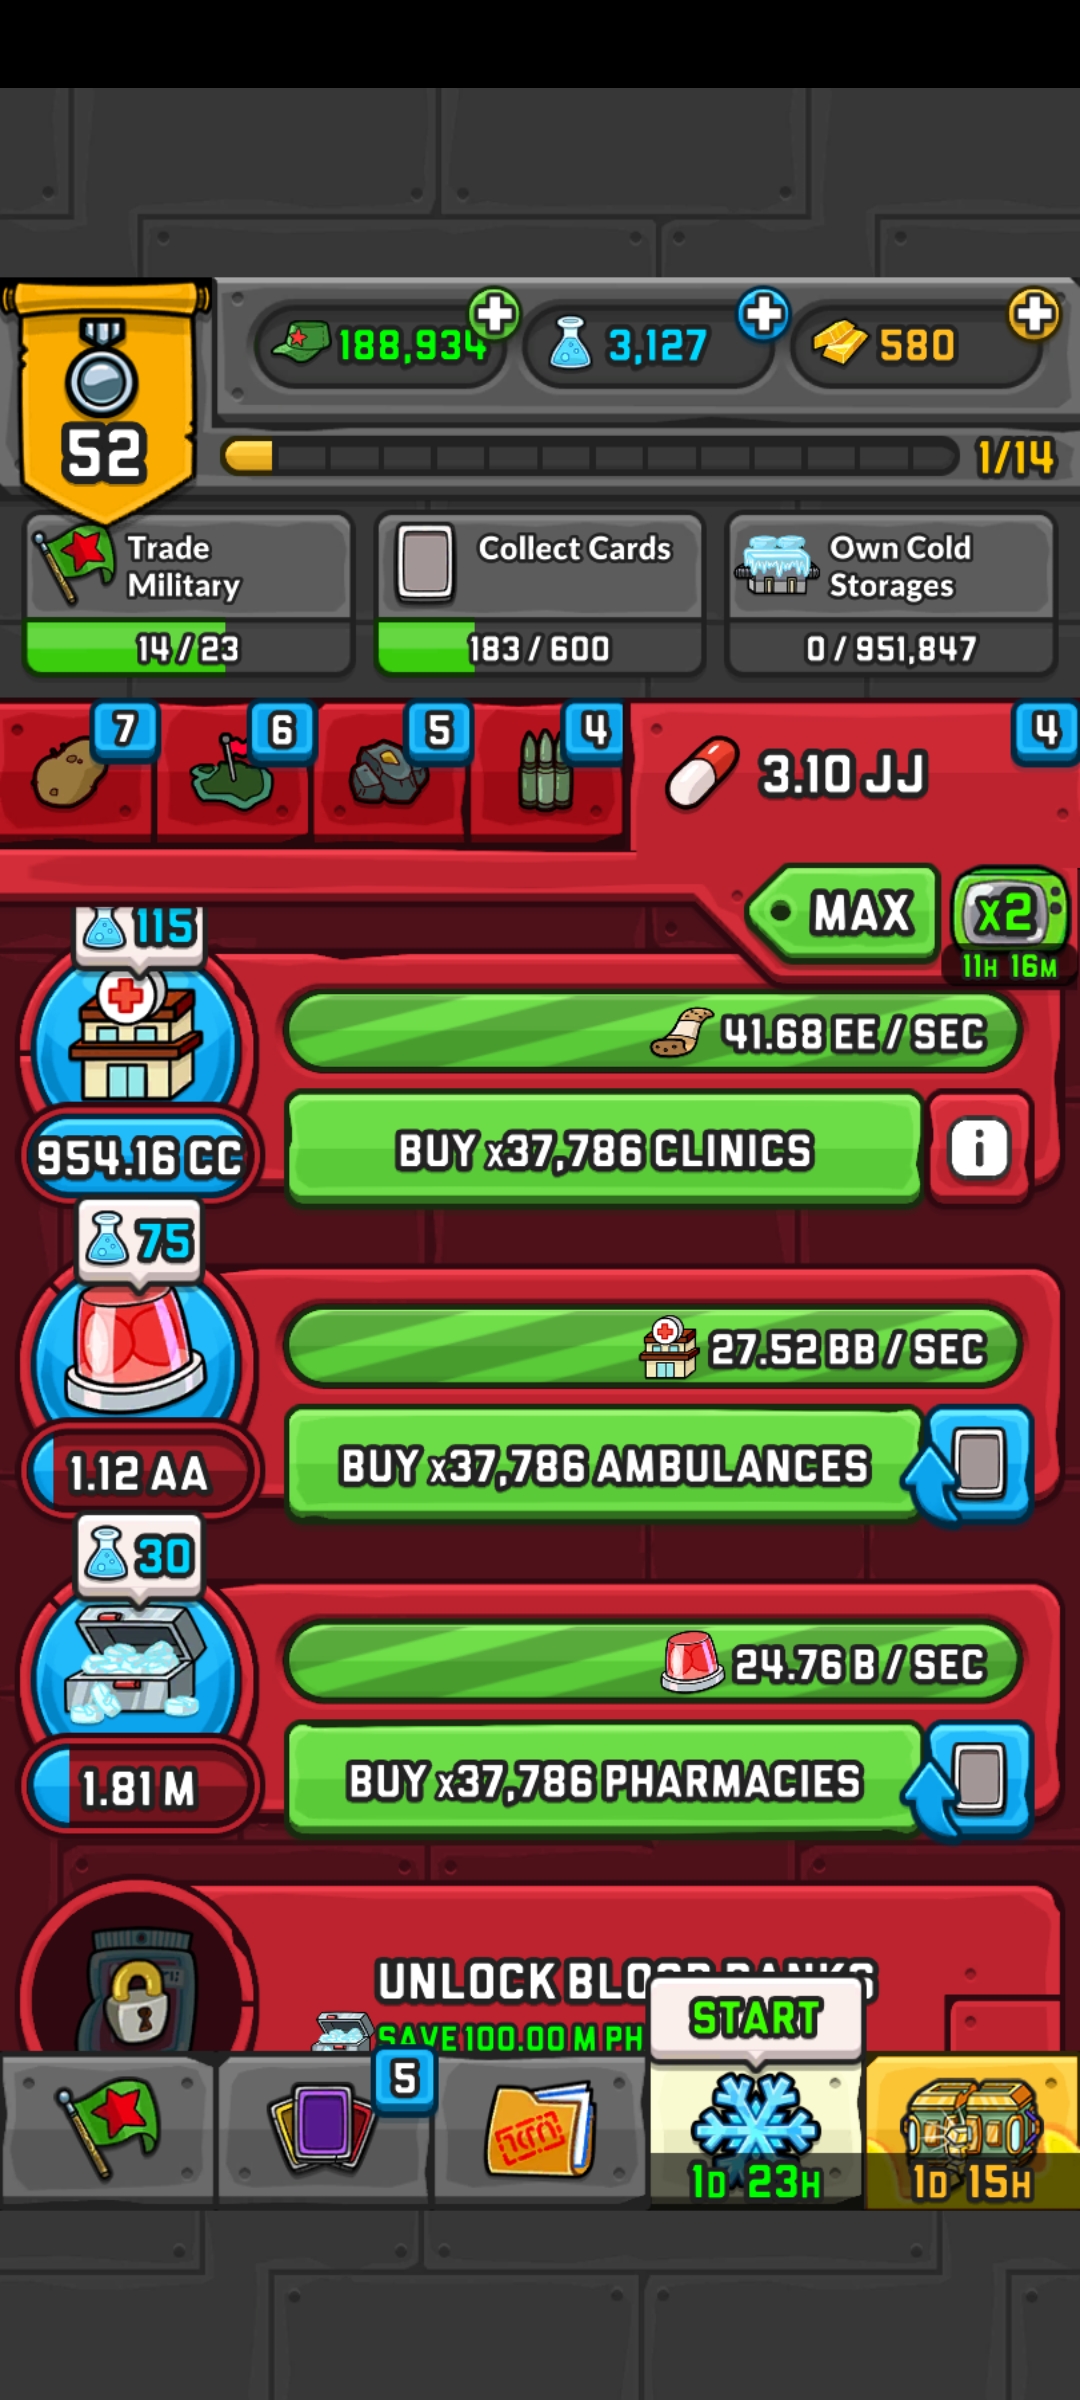 188,934
3,127
580
52
1/14
Trade
Military
14/23
Collect Cards
183/600
Own Cold
Storages
0/951,847
7
6
5
4
3.10 JJ
4
MAX
x2
11H 16M
115
41.68 EE/SEC
954.16 CC
BUY x37,786 CLINICS
i
75
27.52 BB/SEC
1.12 AA
BUY x37,786 AMBULANCES
30
24.76 B/SEC
1.81 M
BUY x37,786 PHARMACIES
UNLOCK BLOOD BANKS
SAVE 100.00 M PH
START
5
1D 23H
1D 15H